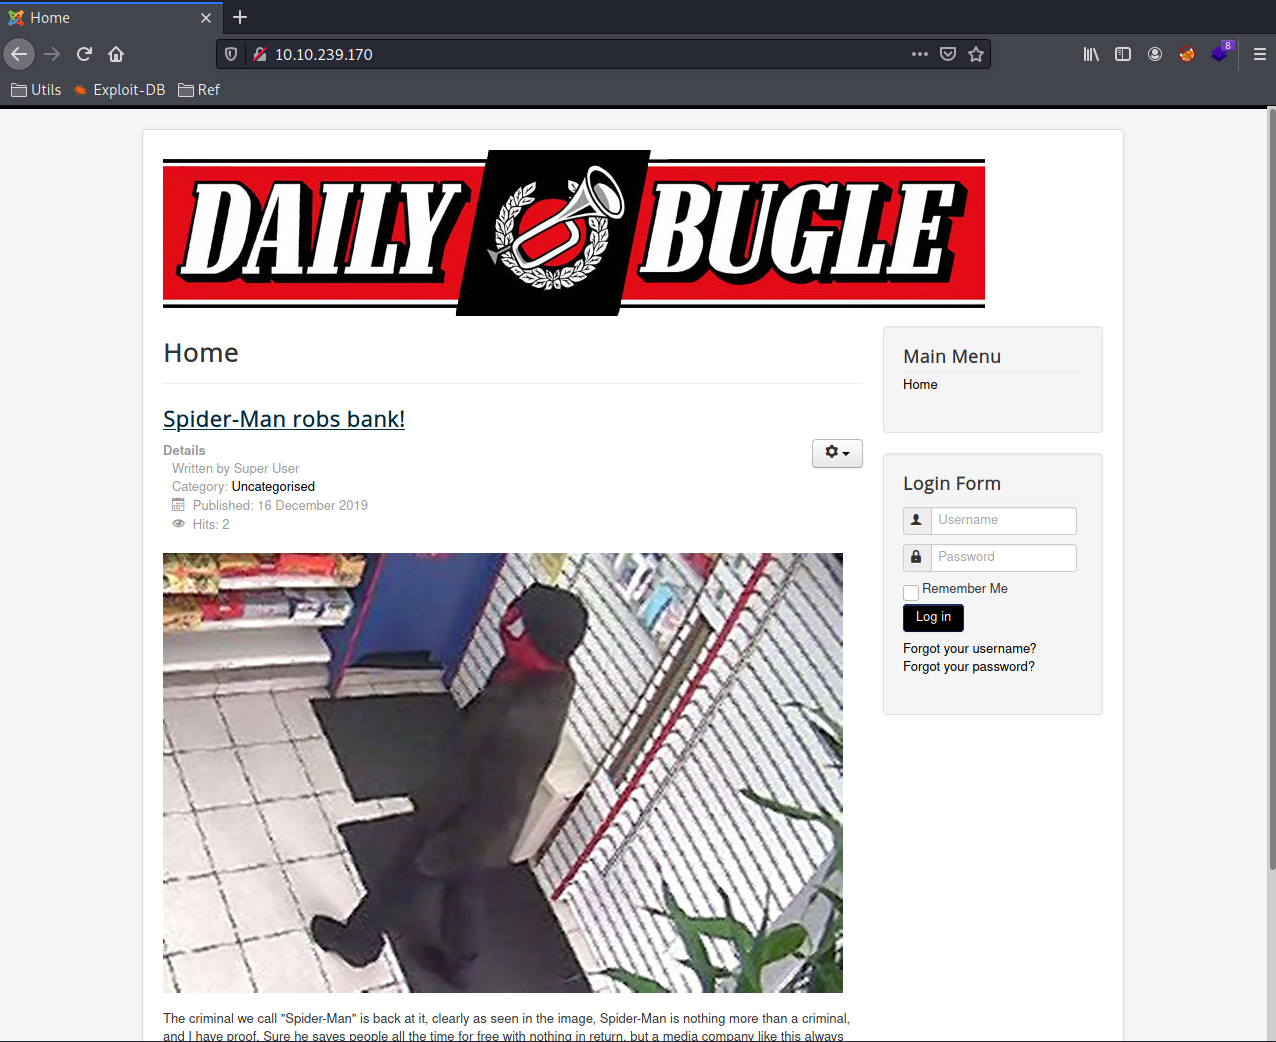 Home
10.10.239.170
8
Utils Exploit-DB Ref
DAILY BUGLE
Home
Spider-Man robs bank!
Details
Written by Super User
Category: Uncategorised
Published: 16 December 2019
Hits: 2
The criminal we call "Spider-Man" is back at it, clearly as seen in the image, Spider-Man is nothing more than a criminal,
and I have proof. Sure he saves people all the time for free with nothing in return, but a media company like this always
Main Menu
Home
Login Form
Username
Password
Remember Me
Log in
Forgot your username?
Forgot your password?